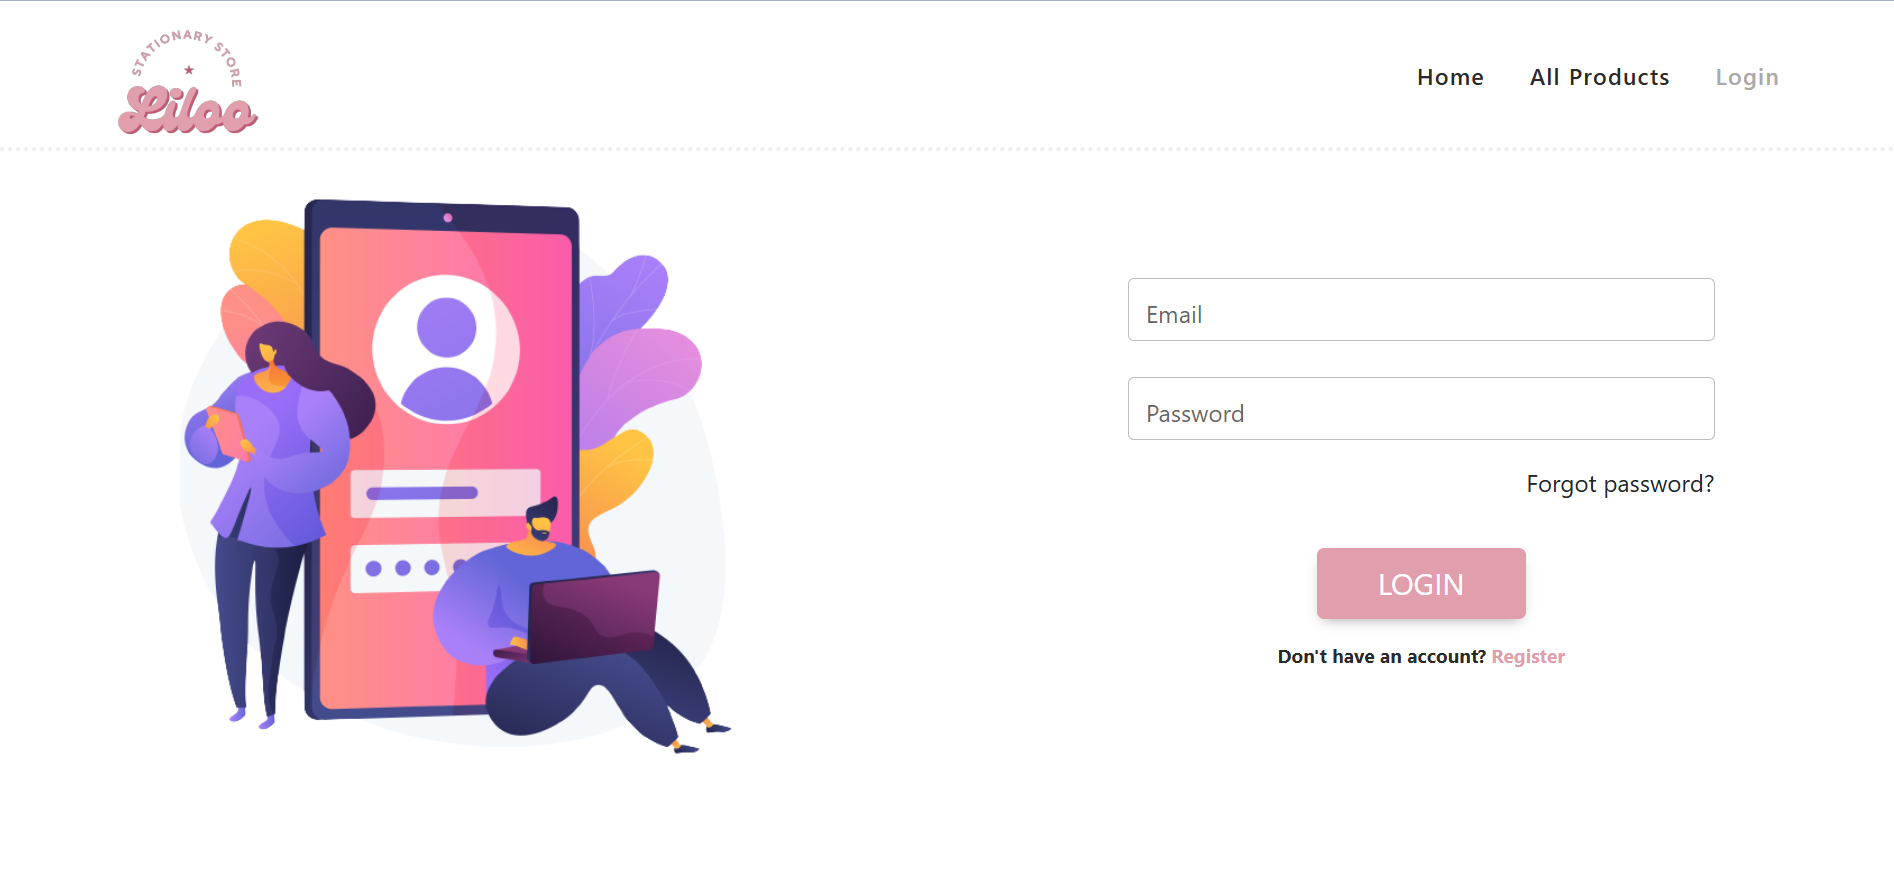 STATIONARY STORE
Liloo
Home All Products Login
Email
Password
Forgot password?
LOGIN
Don't have an account? Register